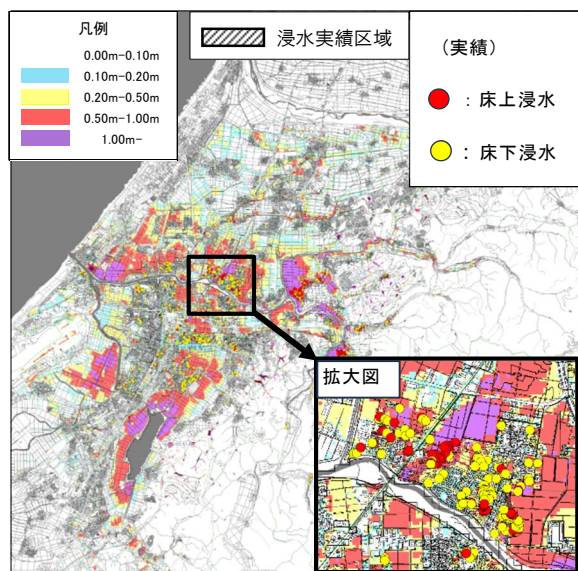 凡例
0.00m-0.10m
0.10m-0.20m
0.20m-0.50m
0.50m-1.00m
1.00m-
浸水実績区域
(実績)
:床上浸水
:床下浸水
拡大図